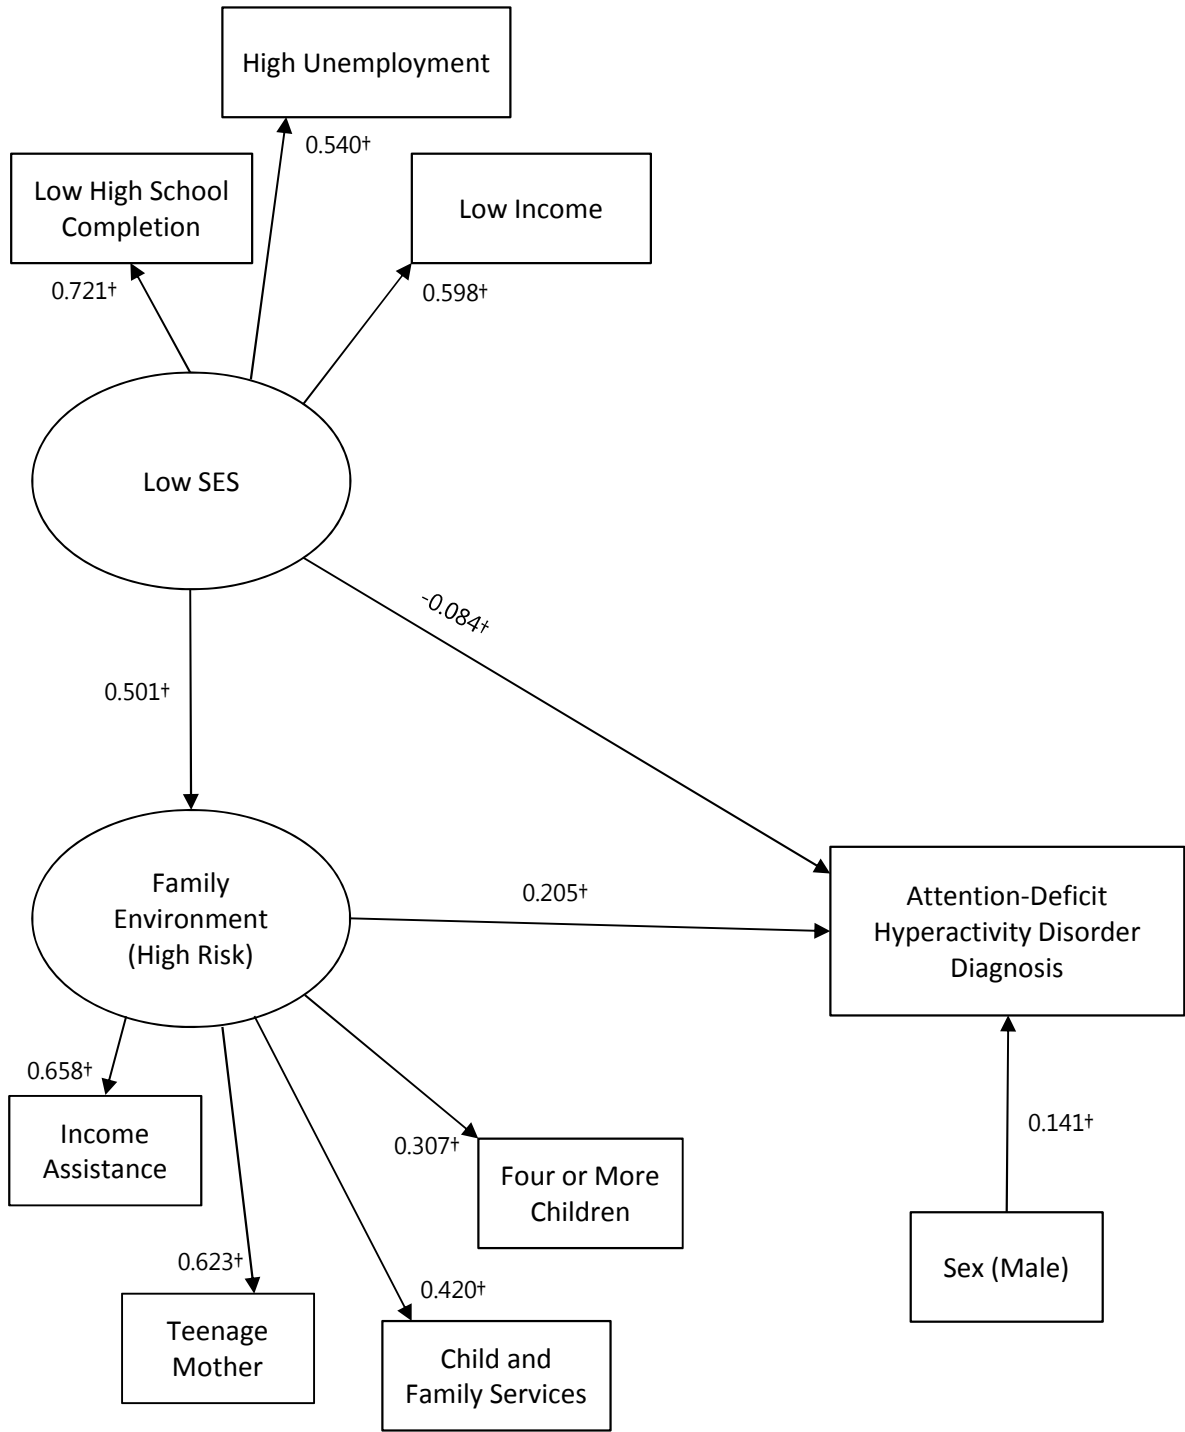 High Unemployment
0.540†
Low High School
Completion
Low Income
0.721†
0.598†
Low SES
-0.084†
0.501†
Family
Environment
(High Risk)
0.205†
Attention-Deficit
Hyperactivity Disorder
Diagnosis
0.658†
Income
Assistance
0.307†
Four or More
Children
0.141†
0.623†
Teenage
Mother
0.420†
Child and
Family Services
Sex (Male)